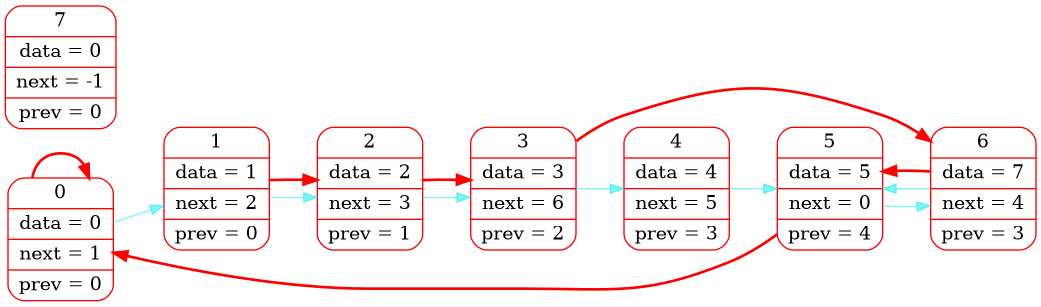 7
data = 0
next = -1
prev = 0
0
data = 0
next = 1
prev = 0
1
data = 1
next = 2
prev = 0
2
data = 2
next = 3
prev = 1
3
data = 3
next = 6
prev = 2
4
data = 4
next = 5
prev = 3
5
data = 5
next = 0
prev = 4
6
data = 7
next = 4
prev = 3